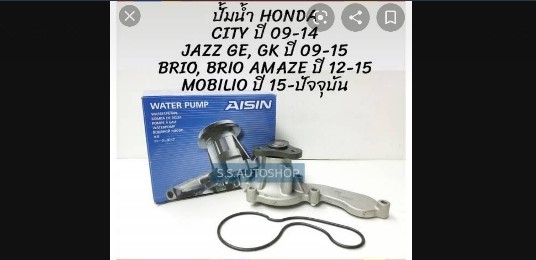 ปั้มน้ำ HONDA
CITY ปี 09-14
JAZZ GE, GK ปี 09-15
BRIO, BRIO AMAZE ปี 12-15
MOBILIO ปี 15-ปัจจุบัน
WATER PUMP AISIN
S.S.AUTOSHOP